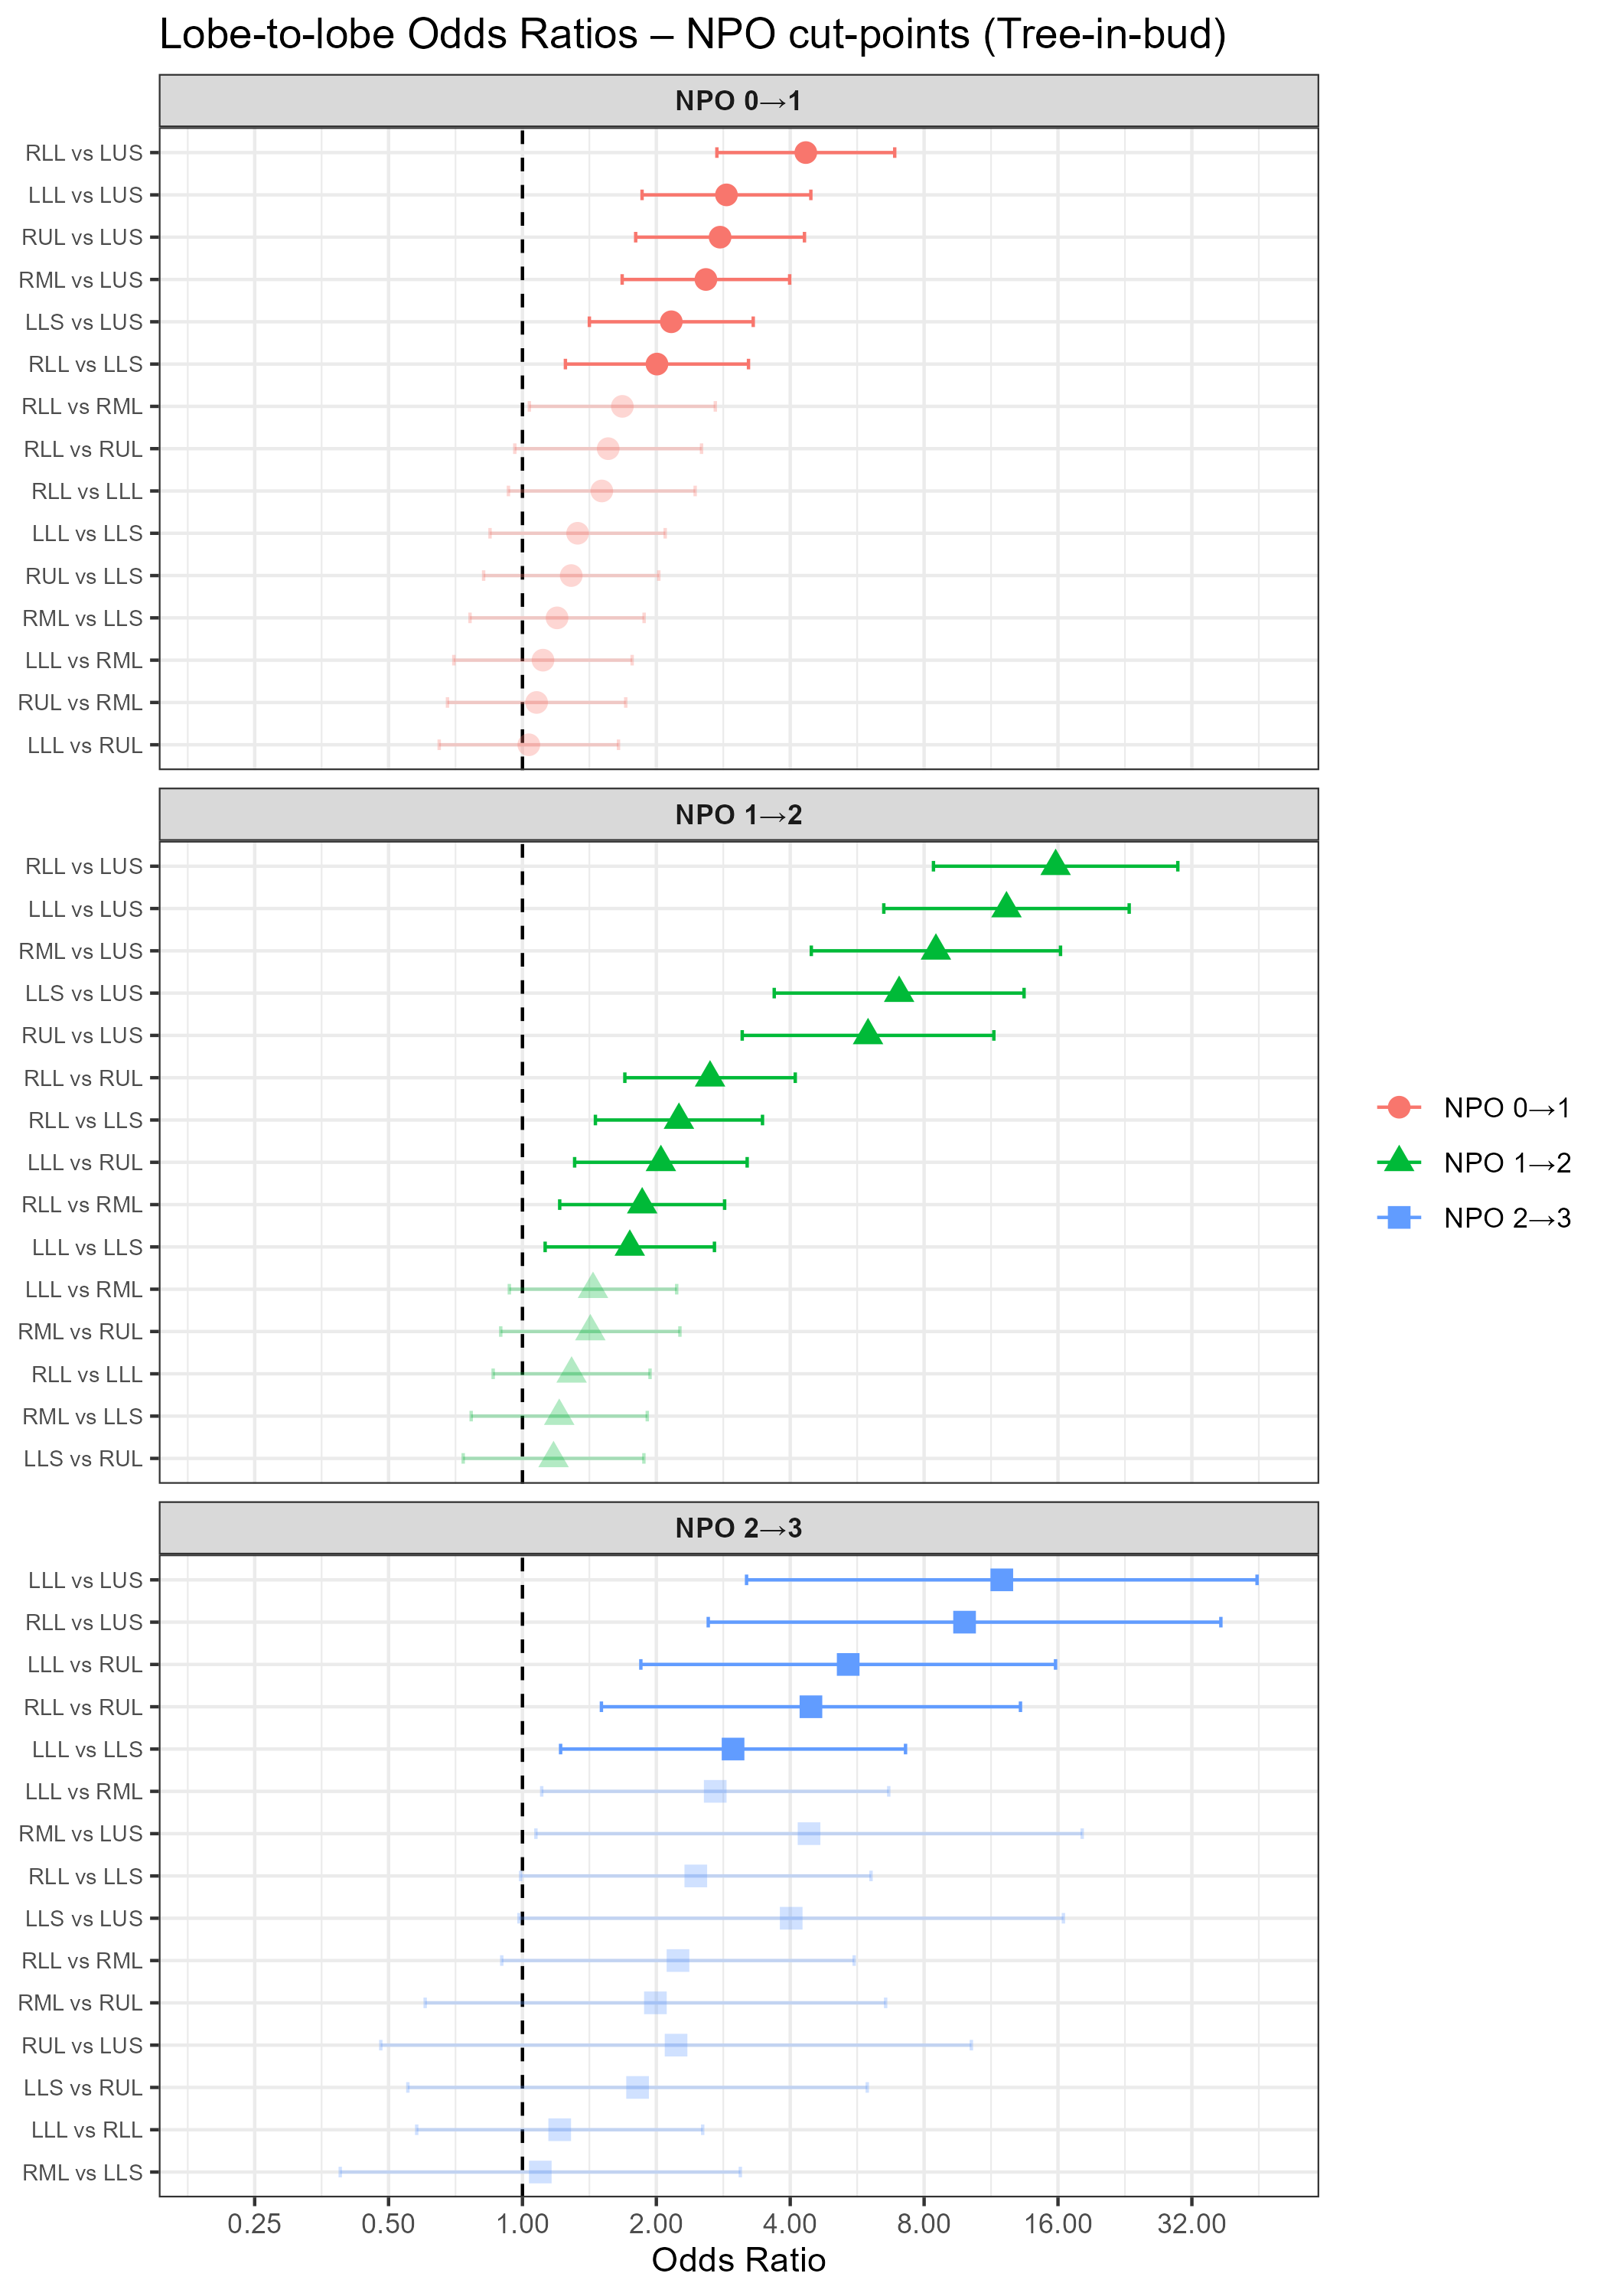 Lobe-to-lobe Odds Ratios – NPO cut-points (Tree-in-bud)
NPO 0→1
RLL vs LUS
LLL vs LUS
RUL vs LUS
RML vs LUS
LLS vs LUS
RLL vs LLS
RLL vs RML
RLL vs RUL
RLL vs LLL
LLL vs LLS
RUL vs LLS
RML vs LLS
LLL vs RML
RUL vs RML
LLL vs RUL
NPO 1→2
RLL vs LUS
LLL vs LUS
RML vs LUS
LLS vs LUS
RUL vs LUS
RLL vs RUL
RLL vs LLS
LLL vs RUL
RLL vs RML
LLL vs LLS
LLL vs RML
RML vs RUL
RLL vs LLL
RML vs LLS
LLS vs RUL
NPO 2→3
LLL vs LUS
RLL vs LUS
LLL vs RUL
RLL vs RUL
LLL vs LLS
LLL vs RML
RML vs LUS
RLL vs LLS
LLS vs LUS
RLL vs RML
RML vs RUL
RUL vs LUS
LLS vs RUL
LLL vs RLL
RML vs LLS
0.25 0.50 1.00 2.00 4.00 8.00 16.00 32.00
Odds Ratio
NPO 0→1
NPO 1→2
NPO 2→3